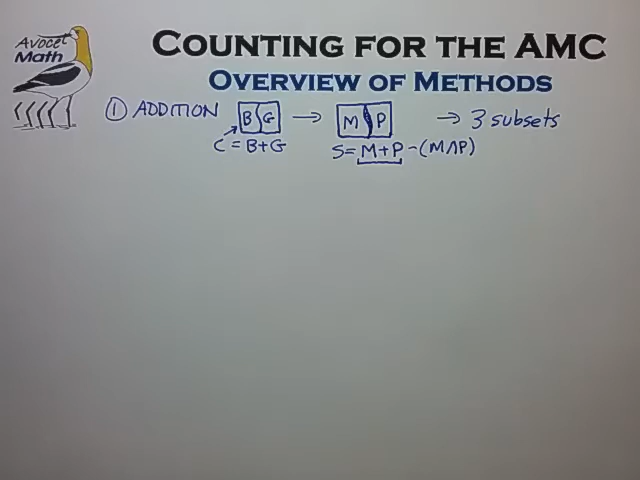 Avocet
Math
COUNTING FOR THE AMC
OVERVIEW OF METHODS
① ADDITION B G → M P → 3 subsets
C = B+G S = M+P - (M∧P)